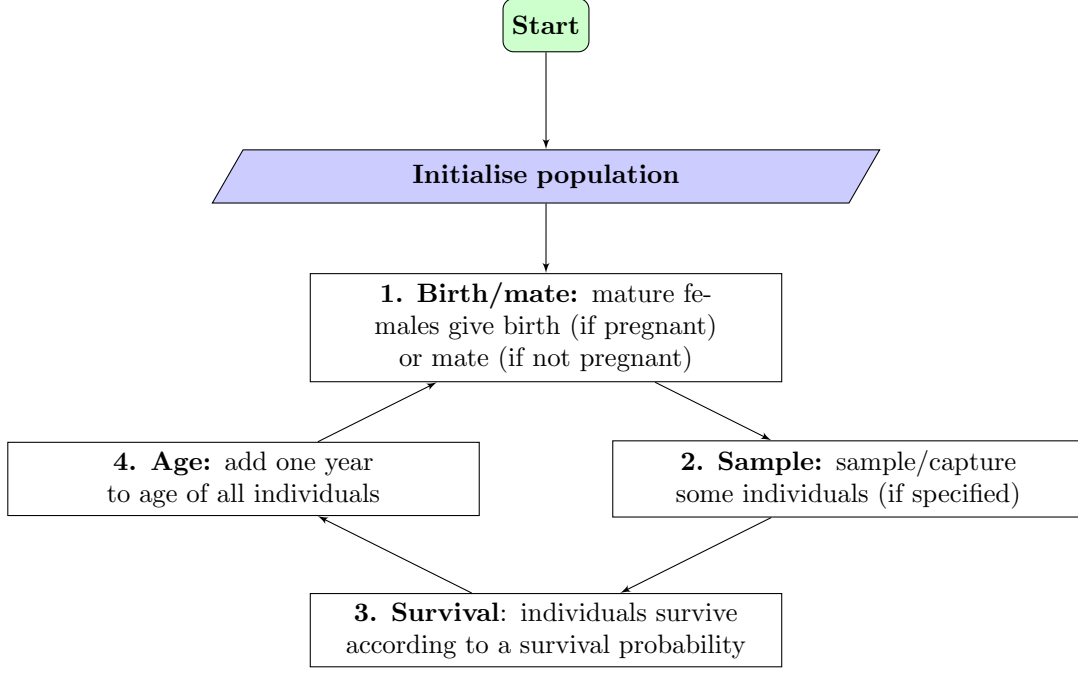 Start
Initialise population
1. Birth/mate: mature fe-
males give birth (if pregnant)
or mate (if not pregnant)
4. Age: add one year
to age of all individuals
2. Sample: sample/capture
some individuals (if specified)
3. Survival: individuals survive
according to a survival probability